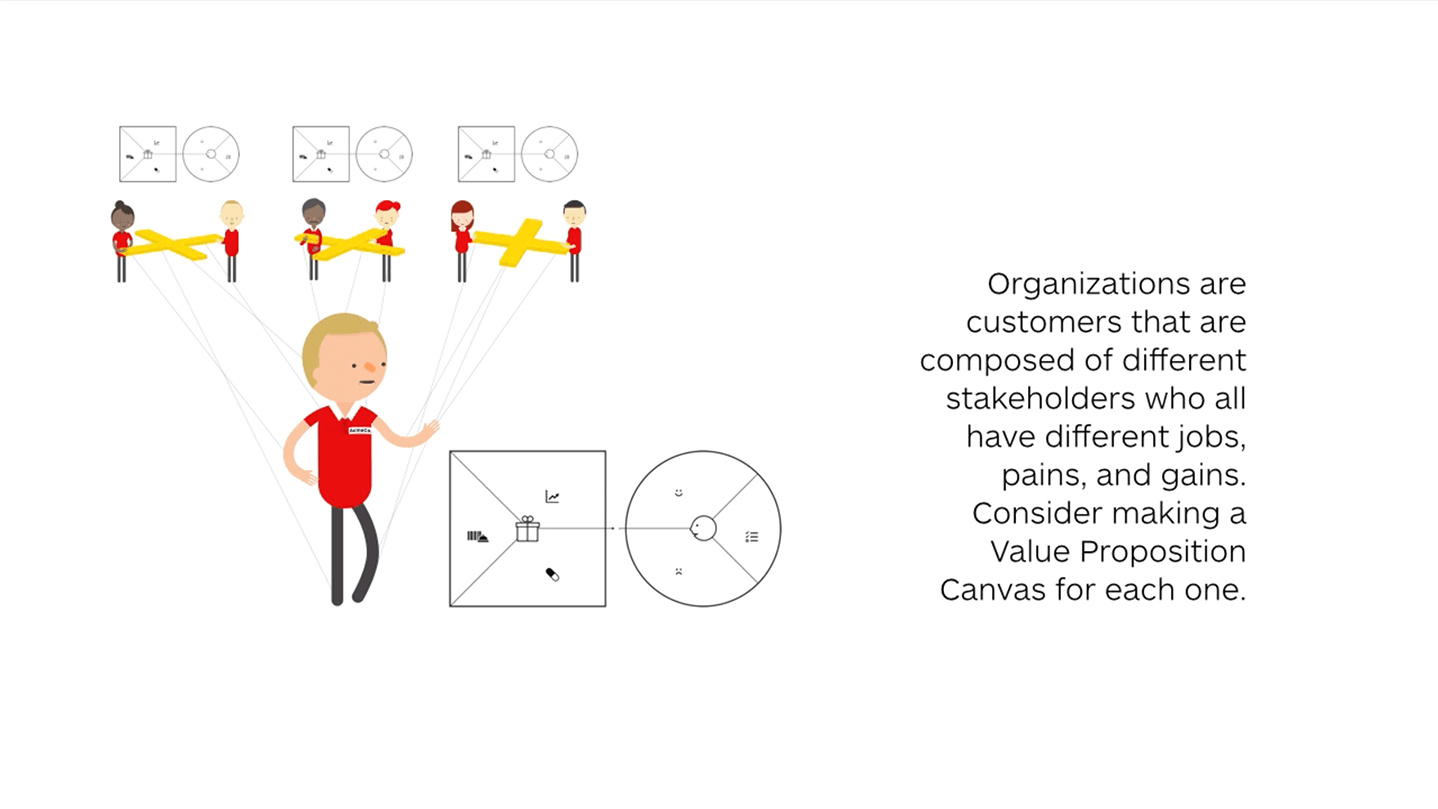 Organizations are
customers that are
composed of different
stakeholders who all
have different jobs,
pains, and gains.
Consider making a
Value Proposition
Canvas for each one.